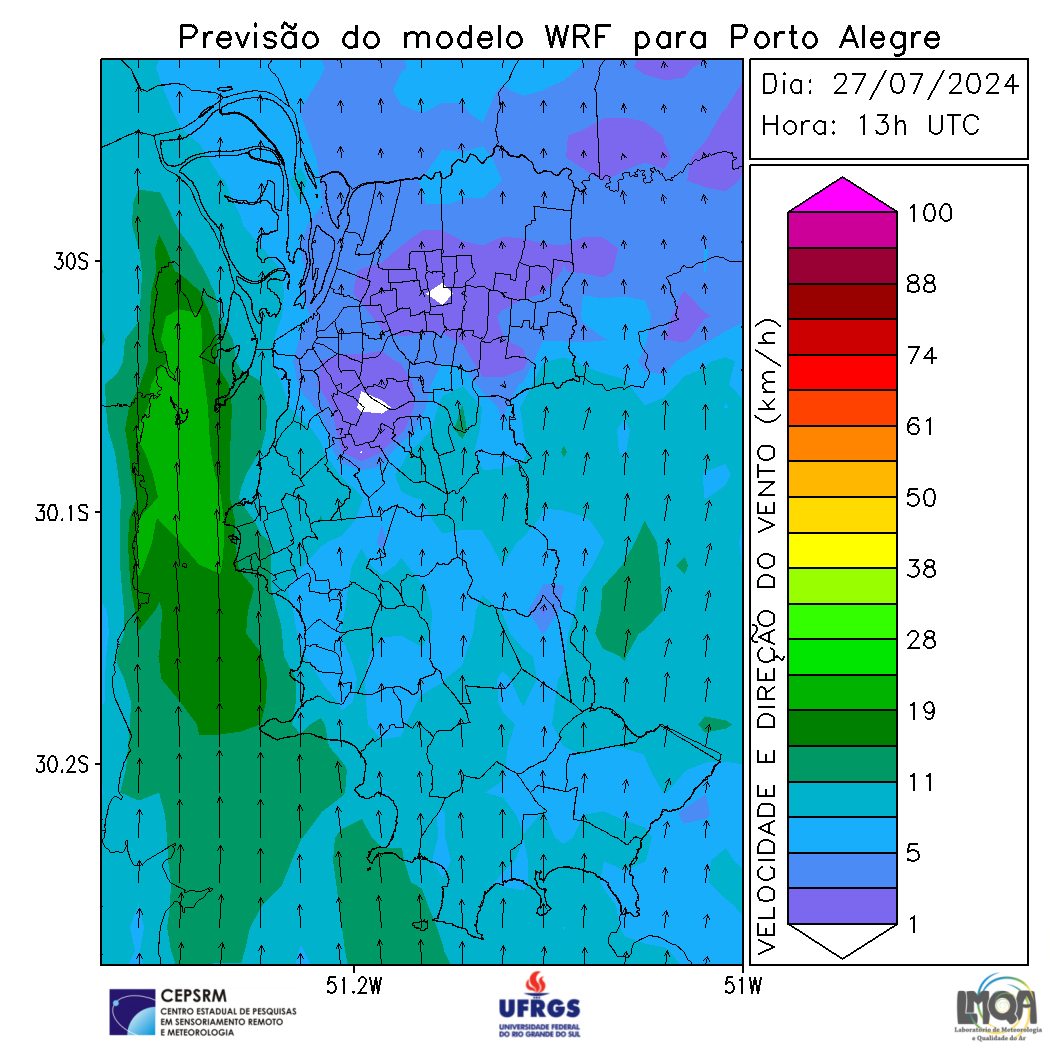 Previsão do modelo WRF para Porto Alegre
Dia: 27/07/2024
Hora: 13h UTC
30S
30.1S
30.2S
51.2W
51W
VELOCIDADE E DIREÇÃO DO VENTO (km/h)
100
88
74
61
50
38
28
19
11
5
1
CEPSRM
CENTRO ESTADUAL DE PESQUISAS
EM SENSORIAMENTO REMOTO
E METEOROLOGIA
UFRGS
UNIVERSIDADE FEDERAL
DO RIO GRANDE DO SUL
LMQA
Laboratório de Meteorologia
e Qualidade do Ar